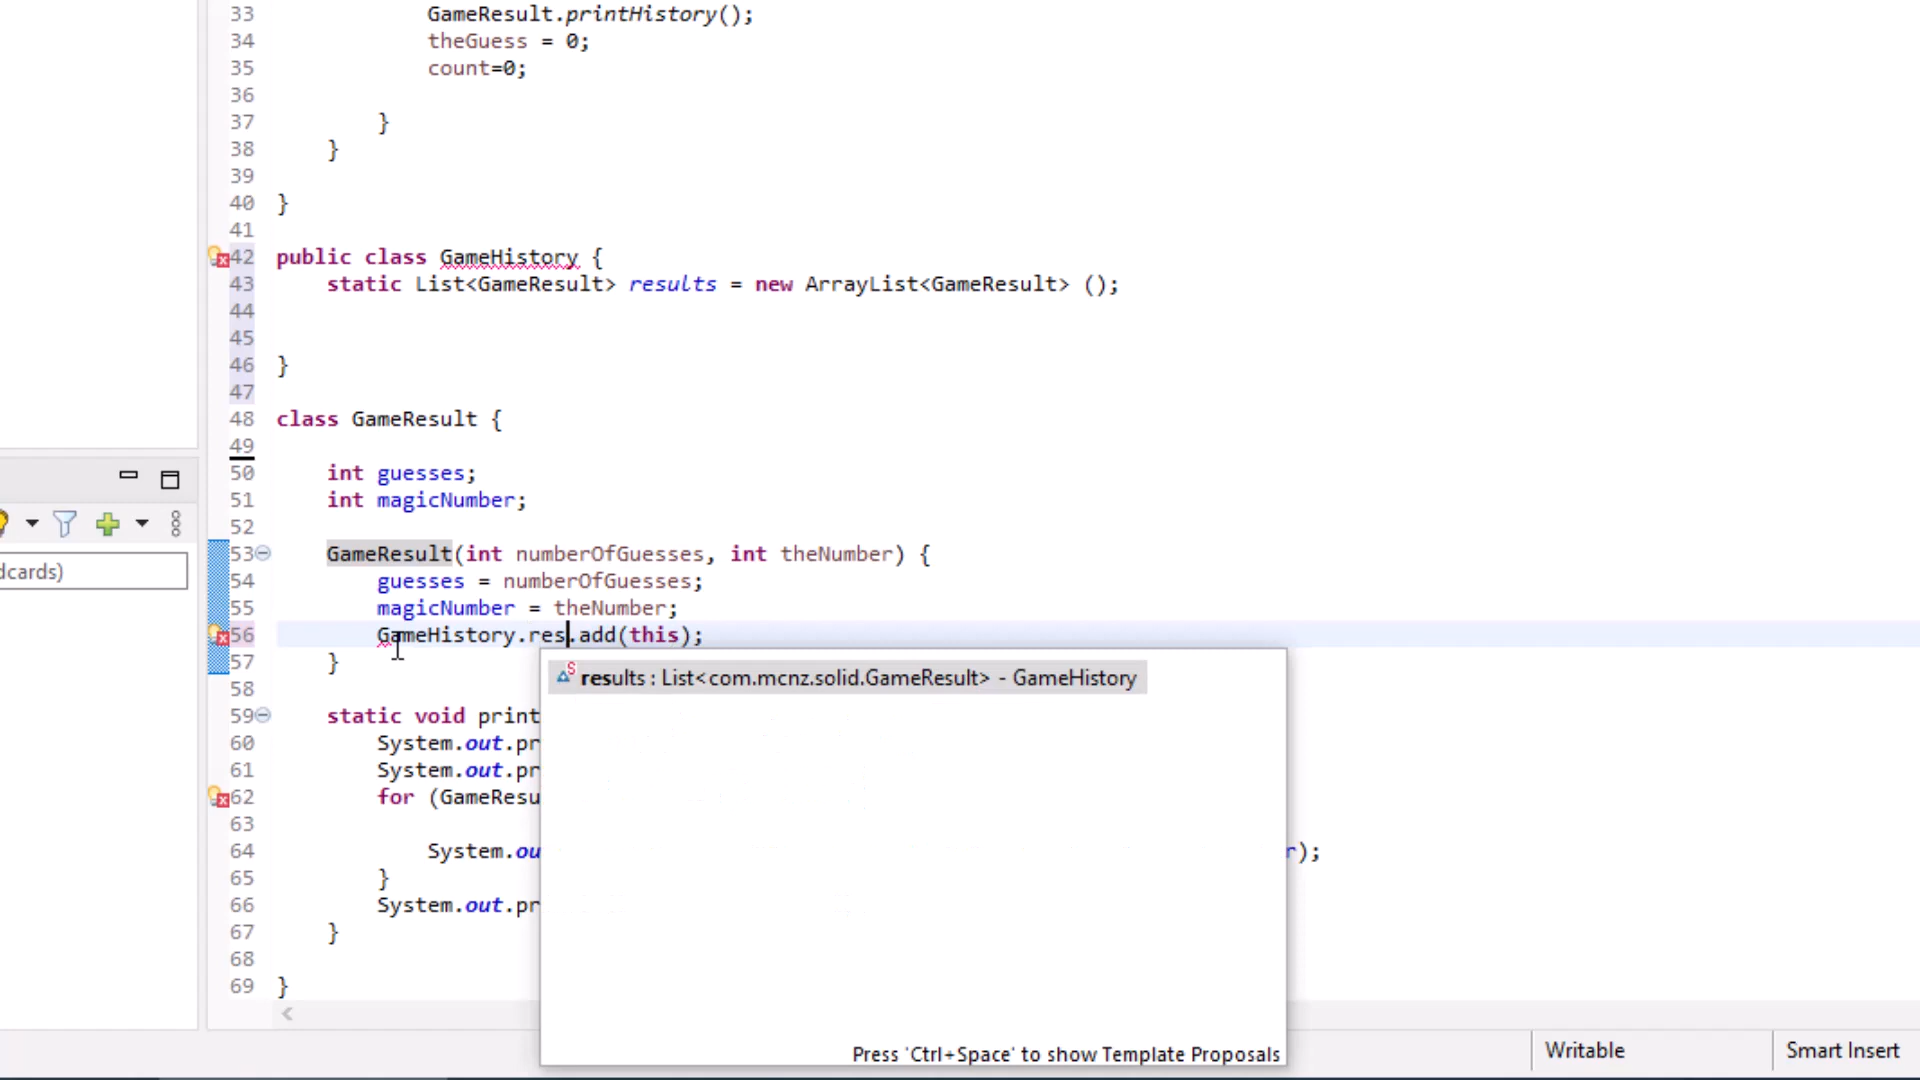 33 GameResult.printHistory();
34 theGuess = 0;
35 count=0;
36
37 }
38 }
39
40 }
41
42 public class GameHistory {
43 static List<GameResult> results = new ArrayList<GameResult> ();
44
45
46 }
47
48 class GameResult {
49
50 int guesses;
51 int magicNumber;
52
53 GameResult(int numberOfGuesses, int theNumber) {
54 guesses = numberOfGuesses;
55 magicNumber = theNumber;
56 GameHistory.res.add(this);
57 }
58
59 static void print
60 System.out.pr
61 System.out.pr
62 for (GameResu
63
64 System.ou r);
65 }
66 System.out.pr
67 }
68
69 }
dcards)
results : List<com.mcnz.solid.GameResult> - GameHistory
Press 'Ctrl+Space' to show Template Proposals
Writable
Smart Insert